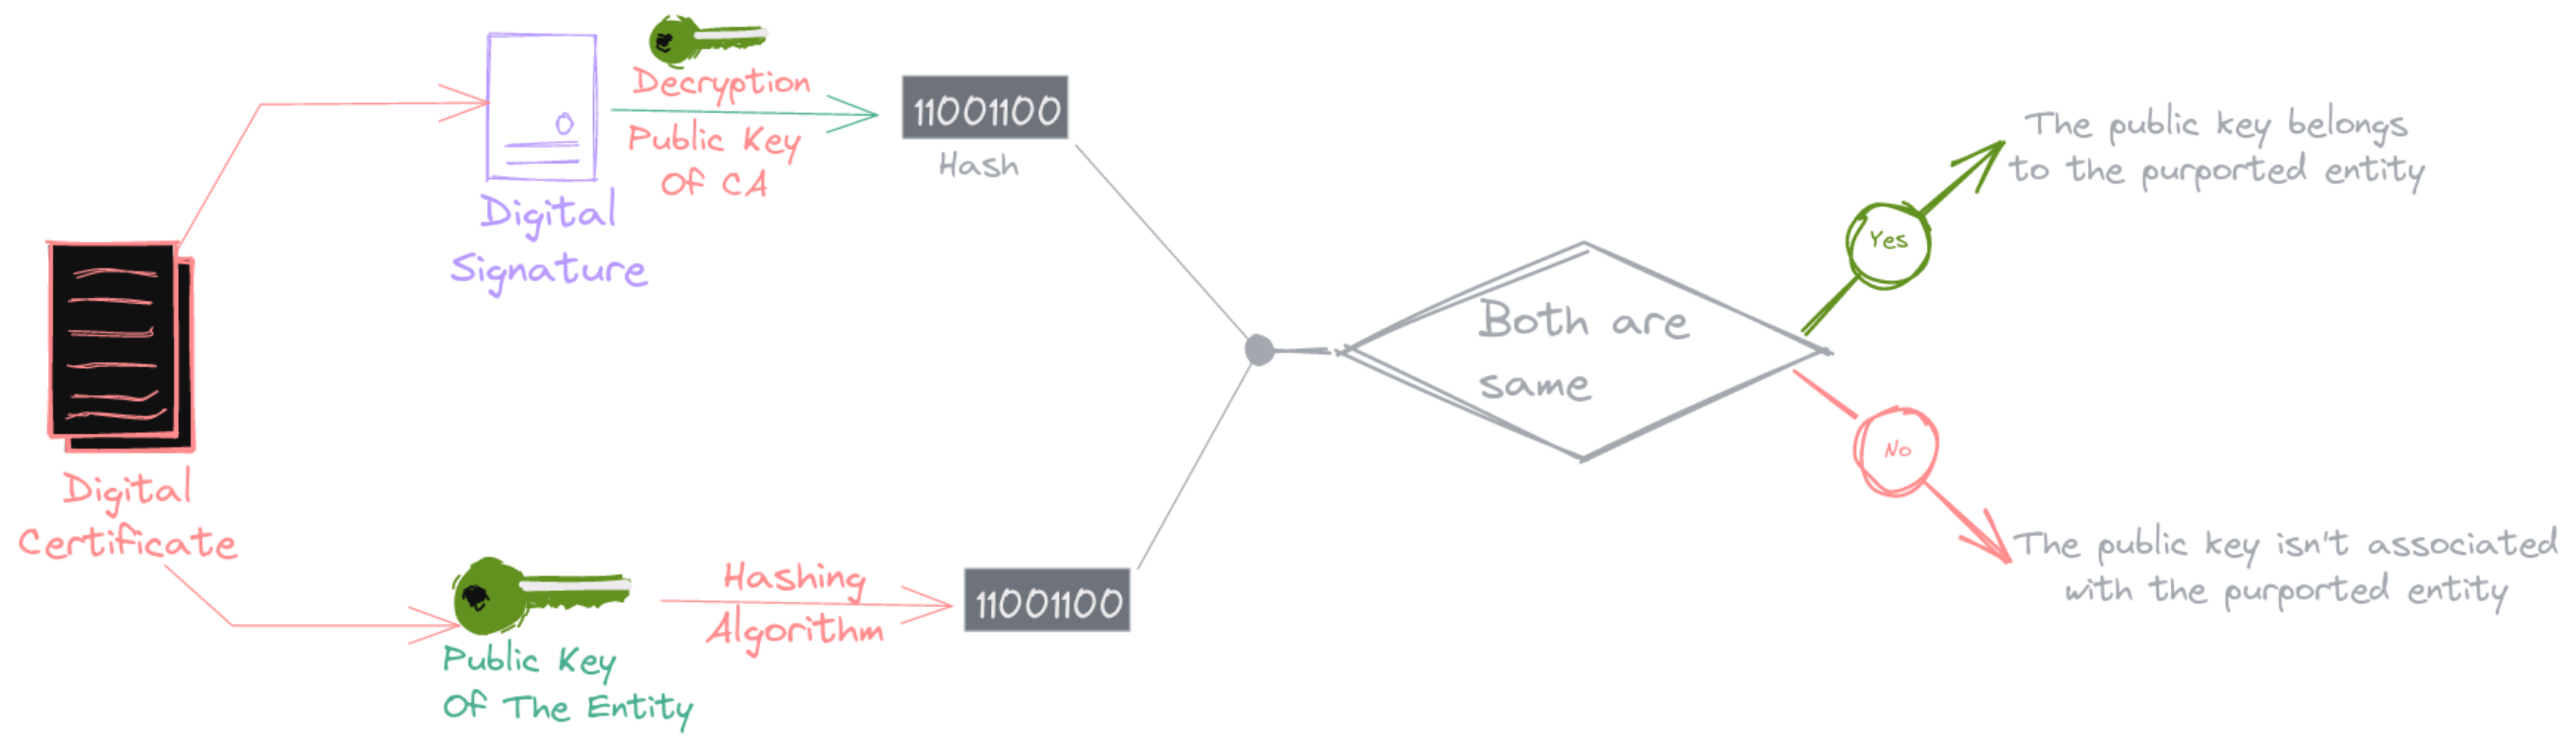 Decryption
Public Key
Of CA
11001100
Hash
Digital
Signature
Digital
Certificate
Public Key
Of The Entity
Hashing
Algorithm
11001100
Both are
same
Yes
The public key belongs
to the purported entity
No
The public key isn't associated
with the purported entity